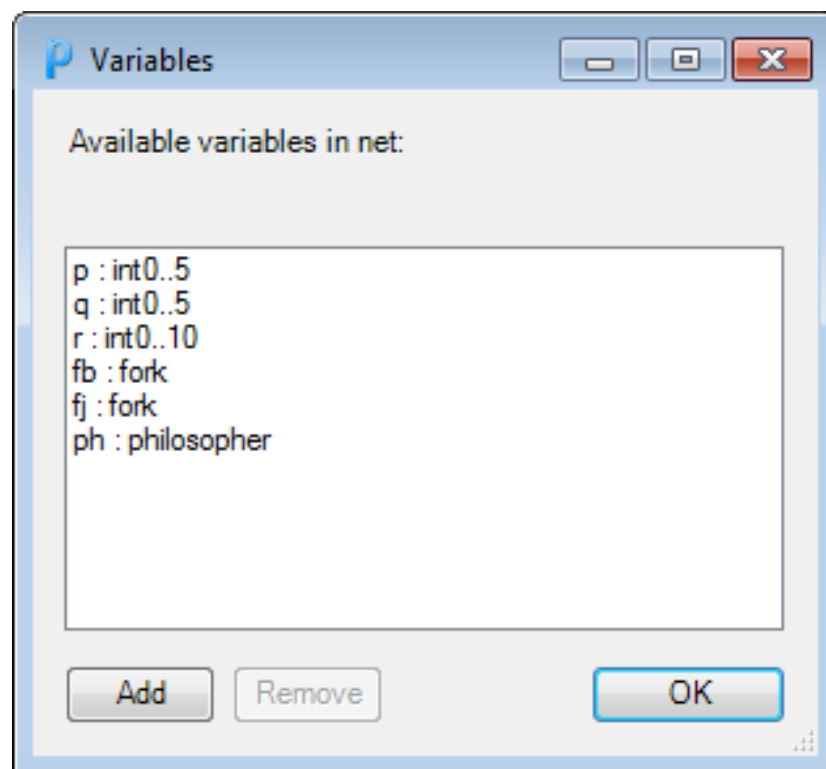 Variables
Available variables in net:
p : int0..5
q : int0..5
r : int0..10
fb : fork
fj : fork
ph : philosopher
Add
Remove
OK